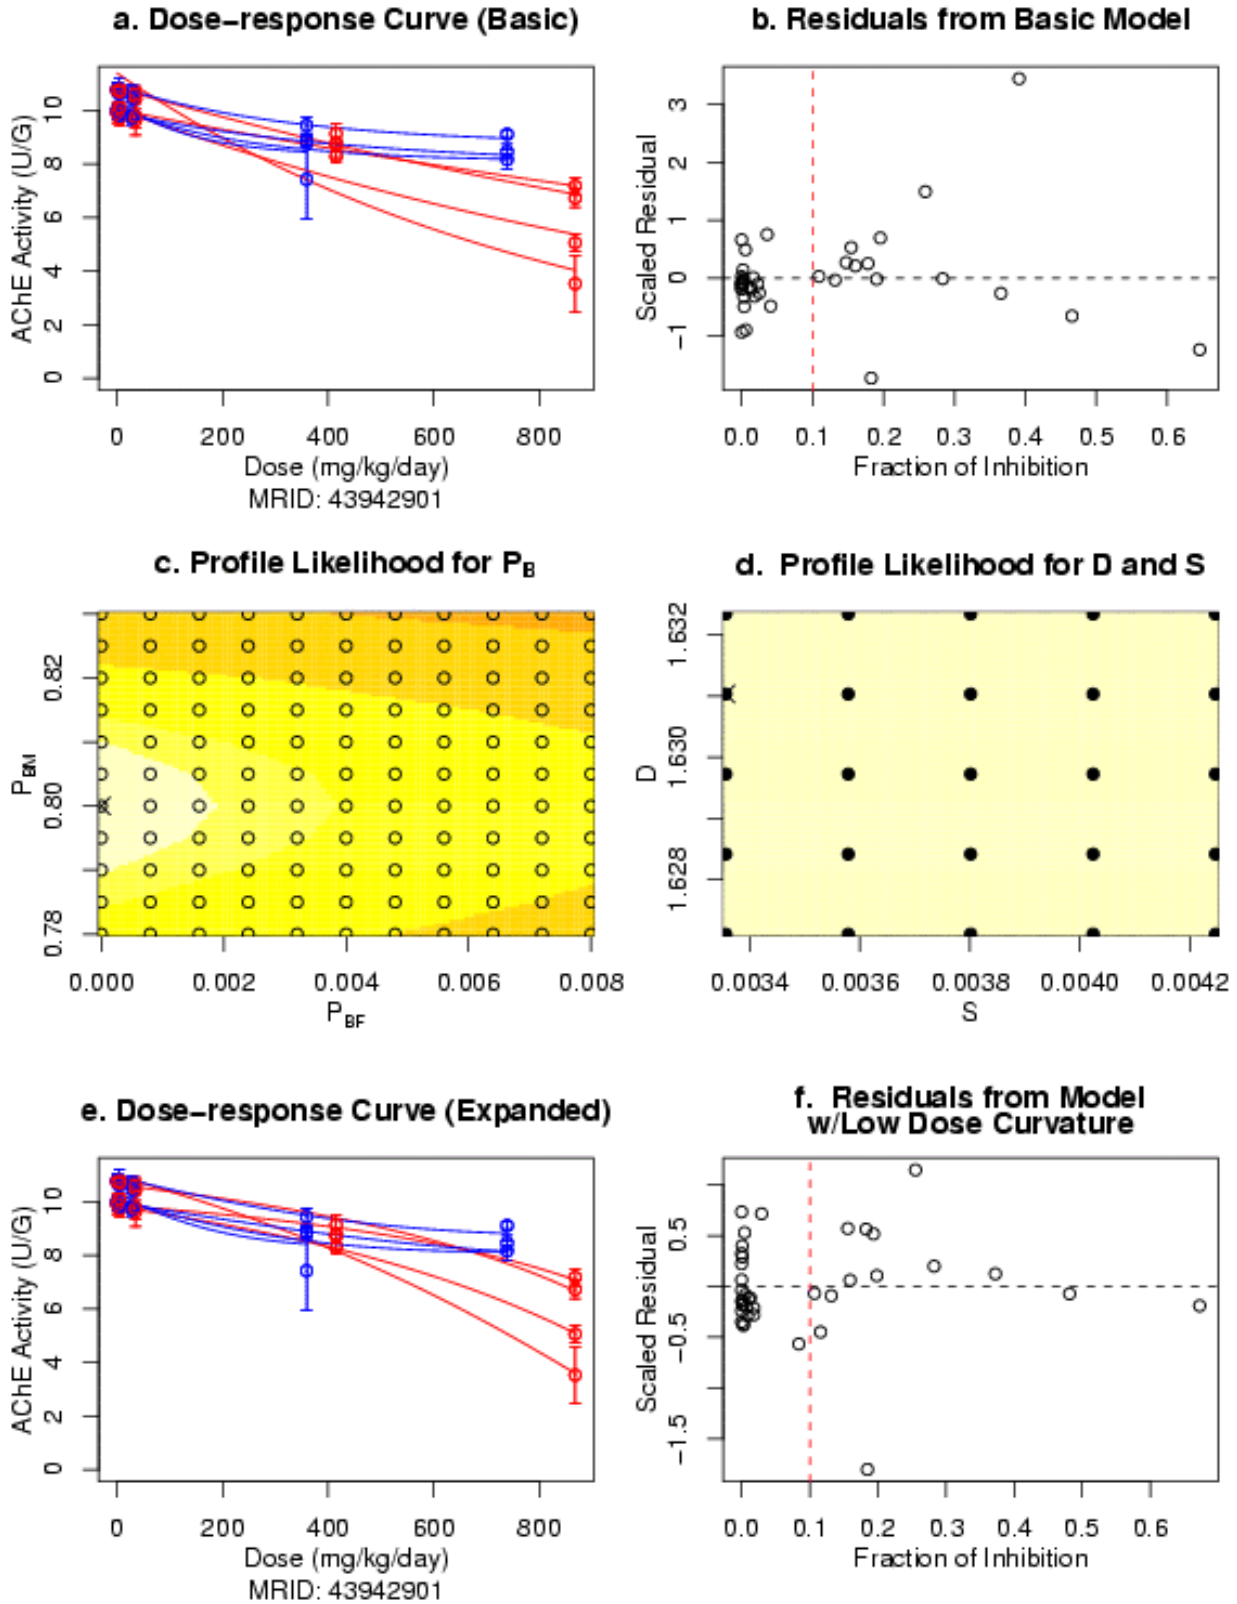 a. Dose−response Curve (Basic)
AChE Activity (U/G)
10
8
6
4
2
0
0 200 400 600 800
Dose (mg/kg/day)
MRID: 43942901
b. Residuals from Basic Model
Scaled Residual
3
2
1
0
−1
0.0 0.1 0.2 0.3 0.4 0.5 0.6
Fraction of Inhibition
c. Profile Likelihood for PB
PBM
0.82
0.80
0.78
0.000 0.002 0.004 0.006 0.008
PBF
d. Profile Likelihood for D and S
D
1.632
1.630
1.628
0.0034 0.0036 0.0038 0.0040 0.0042
S
e. Dose−response Curve (Expanded)
AChE Activity (U/G)
10
8
6
4
2
0
0 200 400 600 800
Dose (mg/kg/day)
MRID: 43942901
f. Residuals from Model
w/Low Dose Curvature
Scaled Residual
0.5
−0.5
−1.5
0.0 0.1 0.2 0.3 0.4 0.5 0.6
Fraction of Inhibition